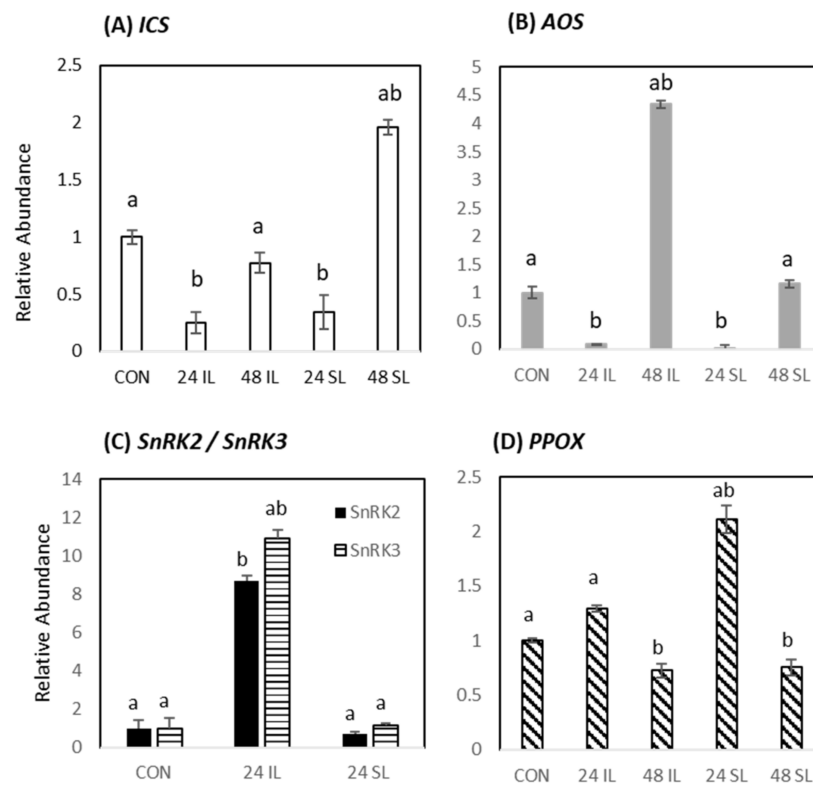 (A) ICS
2.5
2
1.5
1
0.5
0
Relative Abundance
a
b
a
b
ab
CON 24 IL 48 IL 24 SL 48 SL
(B) AOS
5
4.5
4
3.5
3
2.5
2
1.5
1
0.5
0
a
b
ab
b
a
CON 24 IL 48 IL 24 SL 48 SL
(C) SnRK2 / SnRK3
14
12
10
8
6
4
2
0
Relative Abundance
a a
b ab
a a
SnRK2
SnRK3
CON 24 IL 24 SL
(D) PPOX
2.5
2
1.5
1
0.5
0
a
a
b
ab
b
CON 24 IL 48 IL 24 SL 48 SL